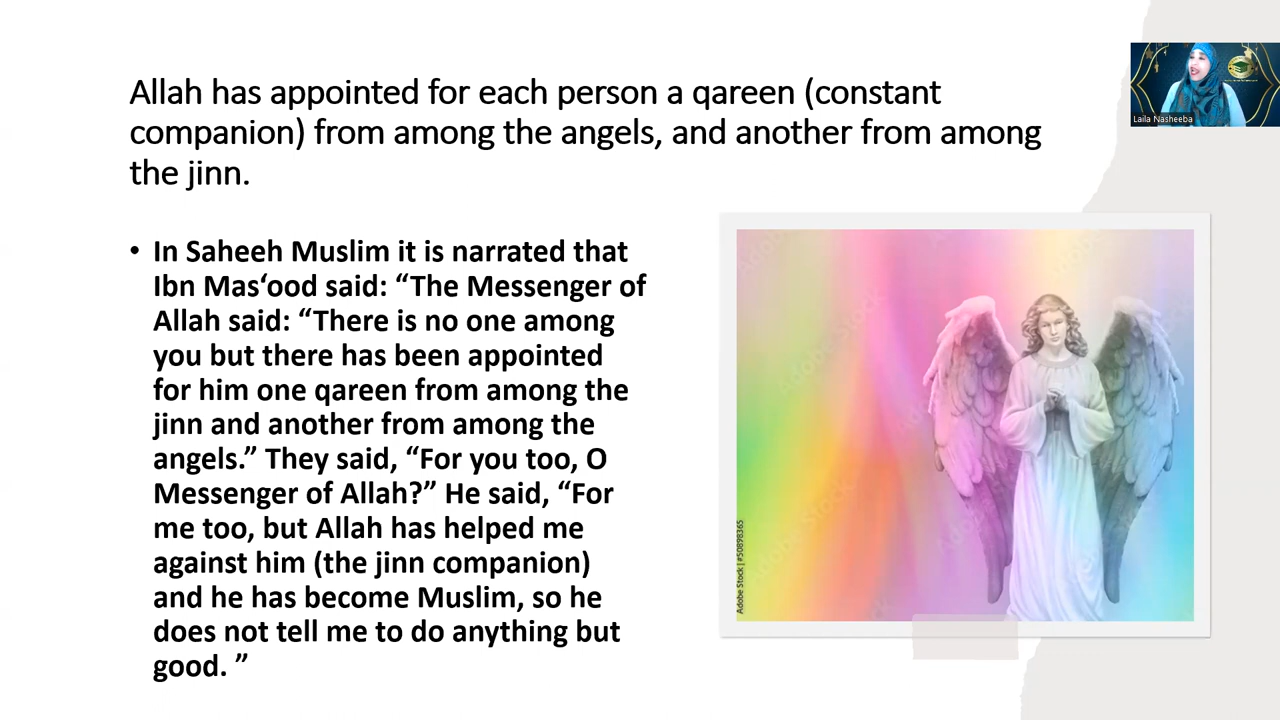 Allah has appointed for each person a qareen (constant
companion) from among the angels, and another from among
the jinn.
• In Saheeh Muslim it is narrated that
Ibn Mas‘ood said: “The Messenger of
Allah said: “There is no one among
you but there has been appointed
for him one qareen from among the
jinn and another from among the
angels.” They said, “For you too, O
Messenger of Allah?” He said, “For
me too, but Allah has helped me
against him (the jinn companion)
and he has become Muslim, so he
does not tell me to do anything but
good. ”
Laila Nasheeba
Adobe Stock | #50898365